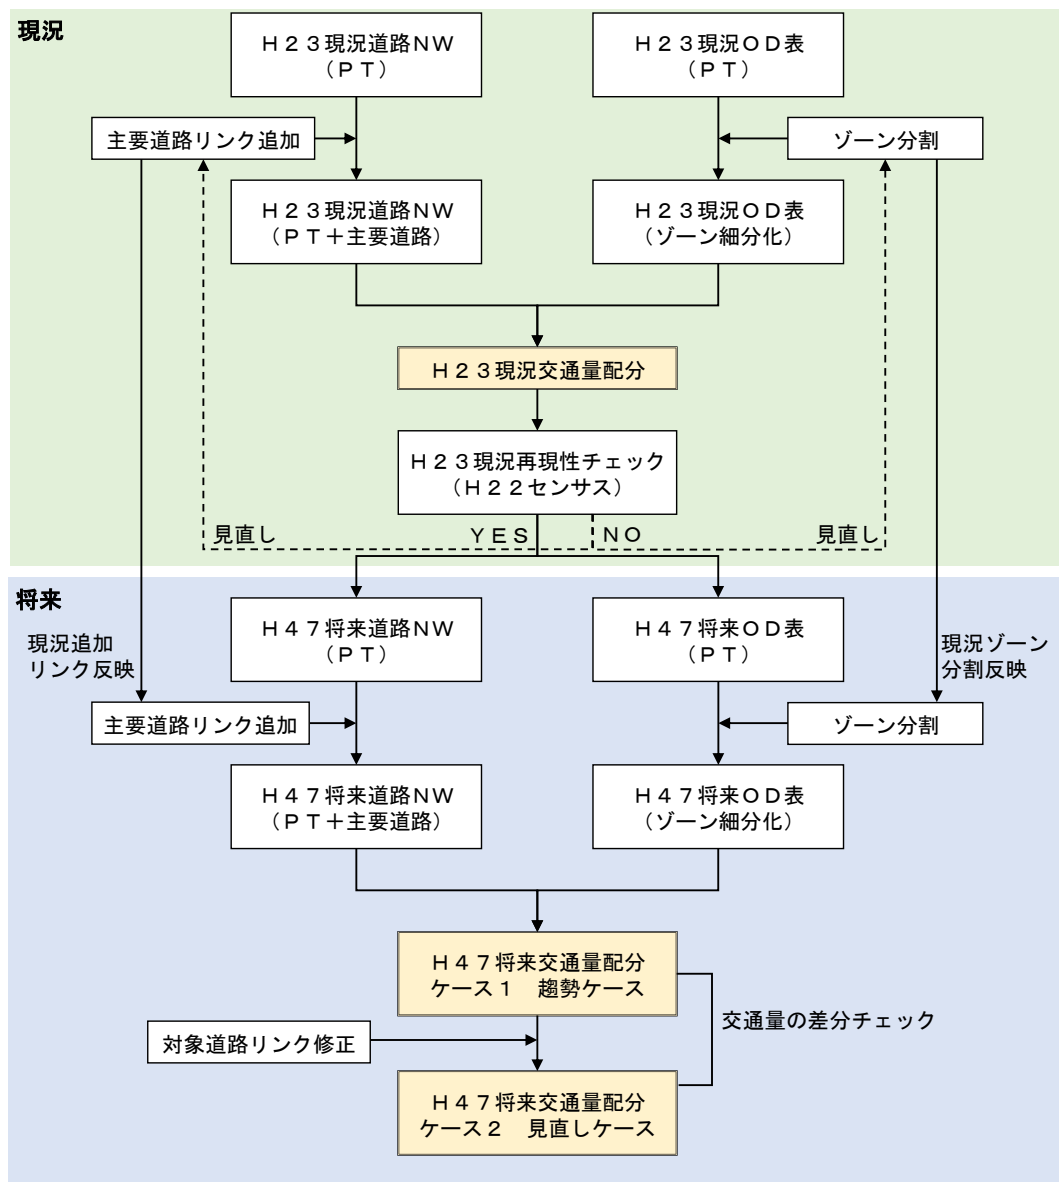 現況
Ｈ２３現況道路ＮＷ
（ＰＴ）
Ｈ２３現況ＯＤ表
（ＰＴ）
主要道路リンク追加
ゾーン分割
Ｈ２３現況道路ＮＷ
（ＰＴ＋主要道路）
Ｈ２３現況ＯＤ表
（ゾーン細分化）
Ｈ２３現況交通量配分
Ｈ２３現況再現性チェック
（Ｈ２２センサス）
見直し
ＹＥＳ
ＮＯ
見直し
将来
Ｈ４７将来道路ＮＷ
（ＰＴ）
Ｈ４７将来ＯＤ表
（ＰＴ）
現況追加
リンク反映
現況ゾーン
分割反映
主要道路リンク追加
ゾーン分割
Ｈ４７将来道路ＮＷ
（ＰＴ＋主要道路）
Ｈ４７将来ＯＤ表
（ゾーン細分化）
Ｈ４７将来交通量配分
ケース１　趨勢ケース
交通量の差分チェック
対象道路リンク修正
Ｈ４７将来交通量配分
ケース２　見直しケース